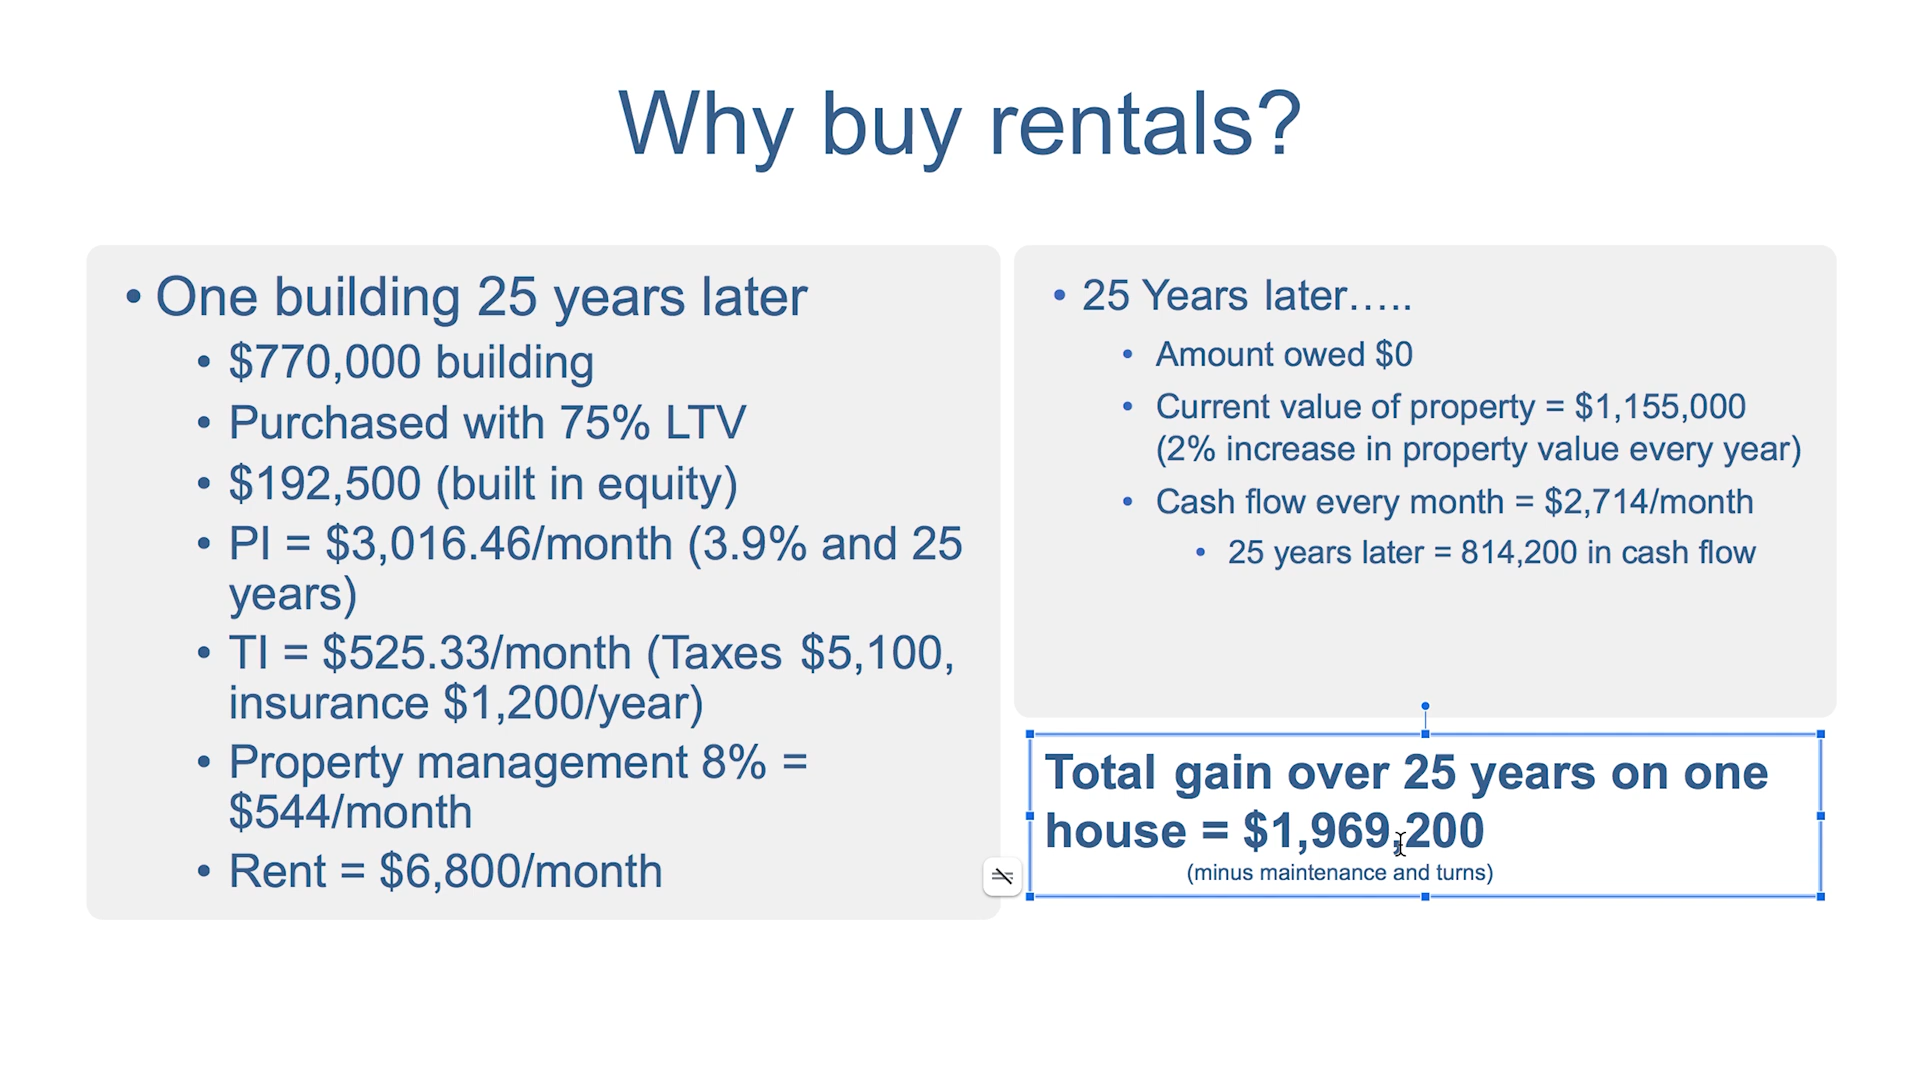 Why buy rentals?
• One building 25 years later
• $770,000 building
• Purchased with 75% LTV
• $192,500 (built in equity)
• PI = $3,016.46/month (3.9% and 25
years)
• TI = $525.33/month (Taxes $5,100,
insurance $1,200/year)
• Property management 8% =
$544/month
• Rent = $6,800/month
• 25 Years later…..
• Amount owed $0
• Current value of property = $1,155,000
(2% increase in property value every year)
• Cash flow every month = $2,714/month
• 25 years later = 814,200 in cash flow
Total gain over 25 years on one
house = $1,969,200
(minus maintenance and turns)